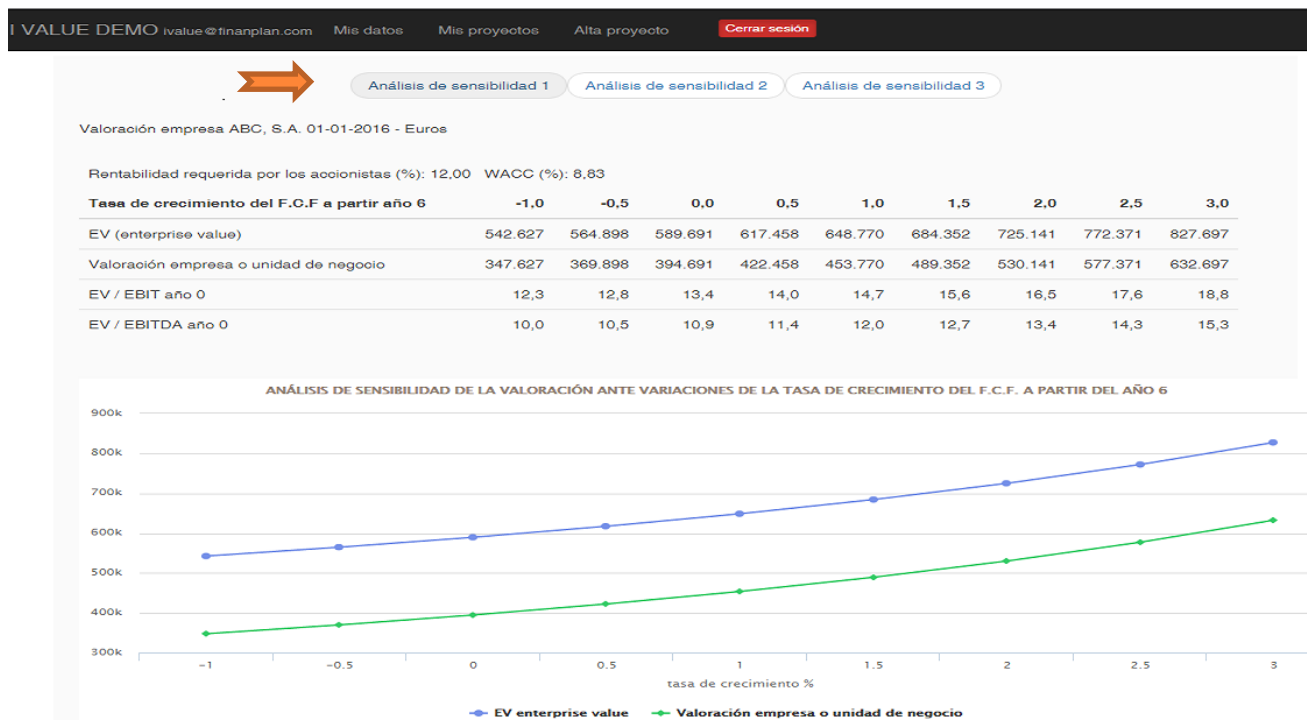 I VALUE DEMO ivalue@finanplan.com Mis datos Mis proyectos Alta proyecto Cerrar sesión
Análisis de sensibilidad 1 Análisis de sensibilidad 2 Análisis de sensibilidad 3
Valoración empresa ABC, S.A. 01-01-2016 - Euros
Rentabilidad requerida por los accionistas (%): 12,00 WACC (%): 8,83
Tasa de crecimiento del F.C.F a partir año 6 -1,0 -0,5 0,0 0,5 1,0 1,5 2,0 2,5 3,0
EV (enterprise value) 542.627 564.898 589.691 617.458 648.770 684.352 725.141 772.371 827.697
Valoración empresa o unidad de negocio 347.627 369.898 394.691 422.458 453.770 489.352 530.141 577.371 632.697
EV / EBIT año 0 12,3 12,8 13,4 14,0 14,7 15,6 16,5 17,6 18,8
EV / EBITDA año 0 10,0 10,5 10,9 11,4 12,0 12,7 13,4 14,3 15,3
ANÁLISIS DE SENSIBILIDAD DE LA VALORACIÓN ANTE VARIACIONES DE LA TASA DE CRECIMIENTO DEL F.C.F. A PARTIR DEL AÑO 6
900k
800k
700k
600k
500k
400k
300k
-1 -0.5 0 0.5 1 1.5 2 2.5 3
tasa de crecimiento %
EV enterprise value Valoración empresa o unidad de negocio